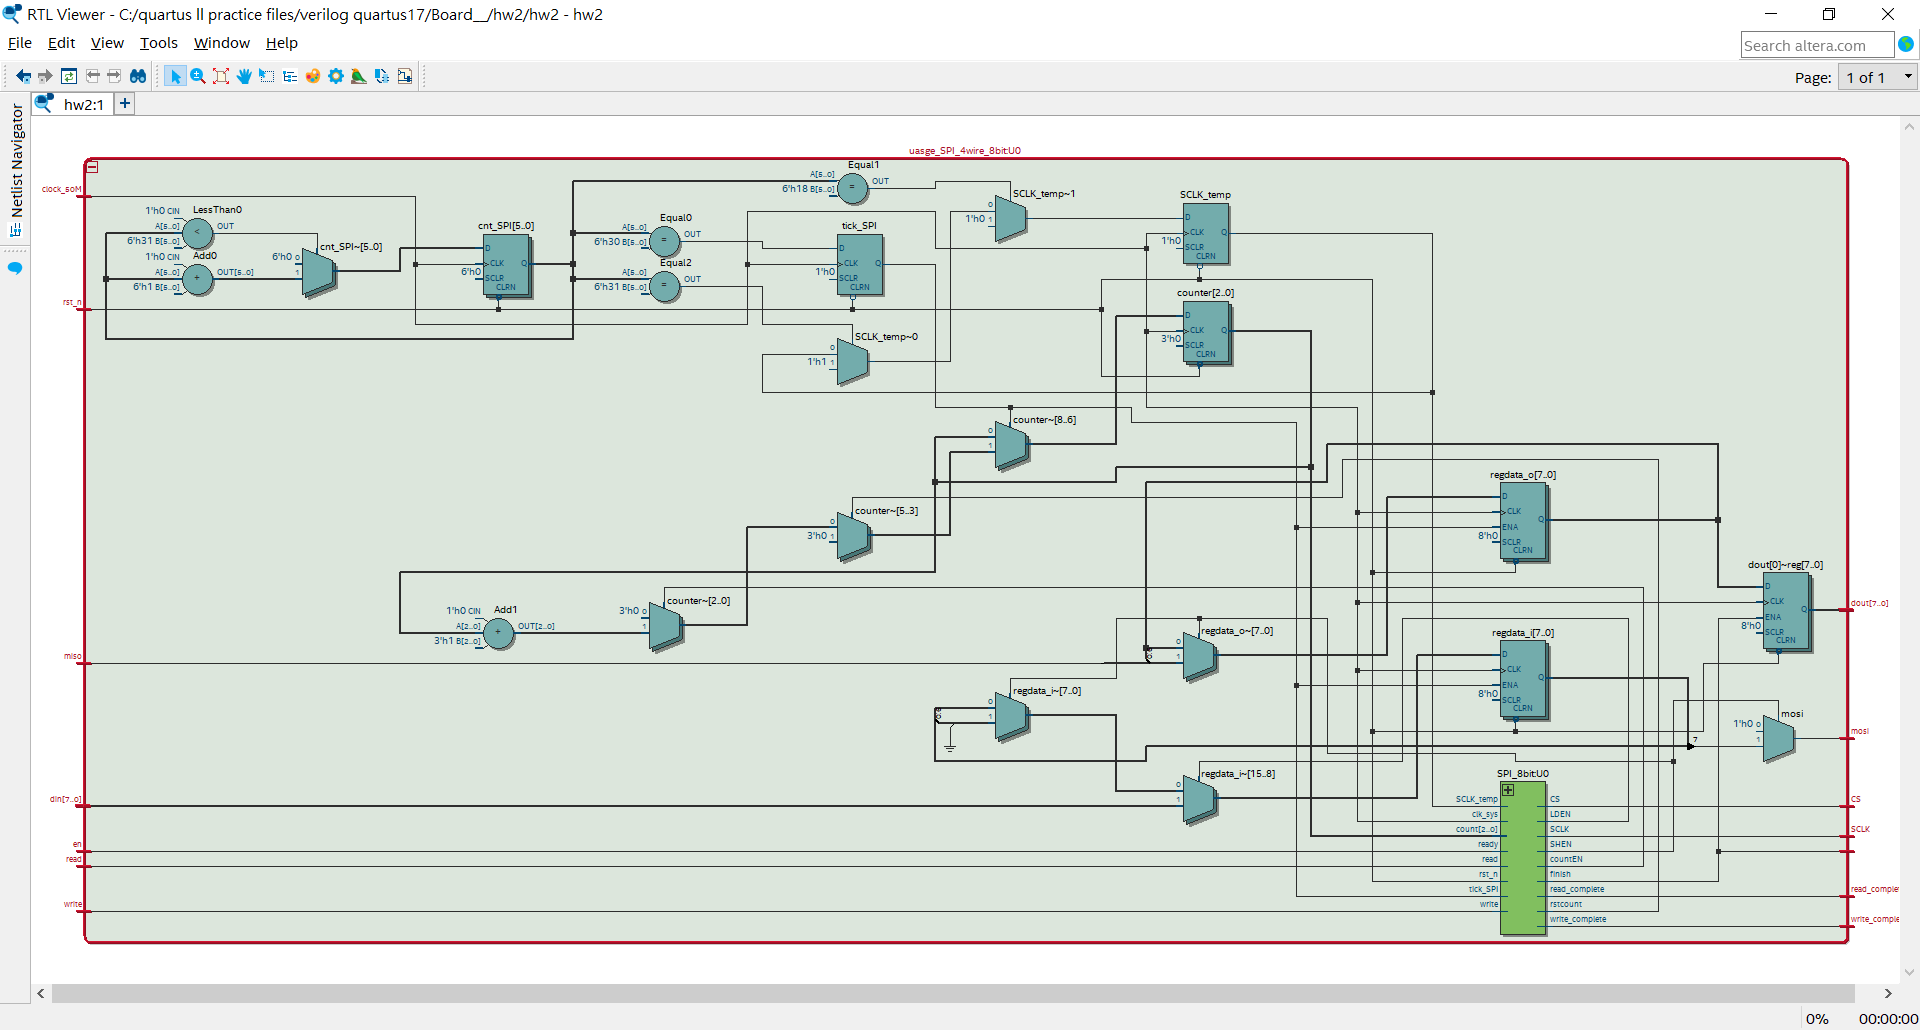 RTL Viewer - C:/quartus ll practice files/verilog quartus17/Board__/hw2/hw2 - hw2
File Edit View Tools Window Help
Search altera.com
Page: 1 of 1
Netlist Navigator
hw2:1
uasge_SPI_4wire_8bit:U0
Equal1
A[5..0]
6'h18 B[5..0]
OUT
=
SCLK_temp~1
0
1'h0 1
SCLK_temp
D
CLK
1'h0
SCLR
CLRN
Q
LessThan0
1'h0 CIN
A[5..0]
6'h31 B[5..0]
OUT
<
Add0
1'h0 CIN
A[5..0]
6'h1 B[5..0]
OUT[5..0]
+
cnt_SPI~[5..0]
6'h0 0
1
cnt_SPI[5..0]
D
CLK
6'h0
SCLR
CLRN
Q
Equal0
A[5..0]
6'h30 B[5..0]
OUT
=
Equal2
A[5..0]
6'h31 B[5..0]
OUT
=
tick_SPI
D
CLK
1'h0
SCLR
CLRN
Q
rst_n
SCLK_temp~0
0
1'h1 1
counter[2..0]
D
CLK
3'h0
SCLR
CLRN
Q
counter~[8..6]
0
1
counter~[5..3]
0
3'h0 1
regdata_o[7..0]
D
CLK
ENA
8'h0
SCLR
CLRN
Q
Add1
1'h0 CIN
A[2..0]
3'h1 B[2..0]
OUT[2..0]
+
counter~[2..0]
3'h0 0
1
dout[0]~reg[7..0]
D
CLK
ENA
8'h0
SCLR
CLRN
Q
dout[7..0]
regdata_o~[7..0]
0
1
miso
regdata_i[7..0]
D
CLK
ENA
8'h0
SCLR
CLRN
Q
regdata_i~[7..0]
0
1
mosi
1'h0 0
1
7
mosi
regdata_i~[15..8]
0
1
din[7..0]
SPI_8bit:U0
SCLK_temp
clk_sys
count[2..0]
ready
read
rst_n
tick_SPI
write
CS
LDEN
SCLK
SHEN
countEN
finish
read_complete
rstcount
write_complete
CS
SCLK
en
read
write
0%
00:00:00